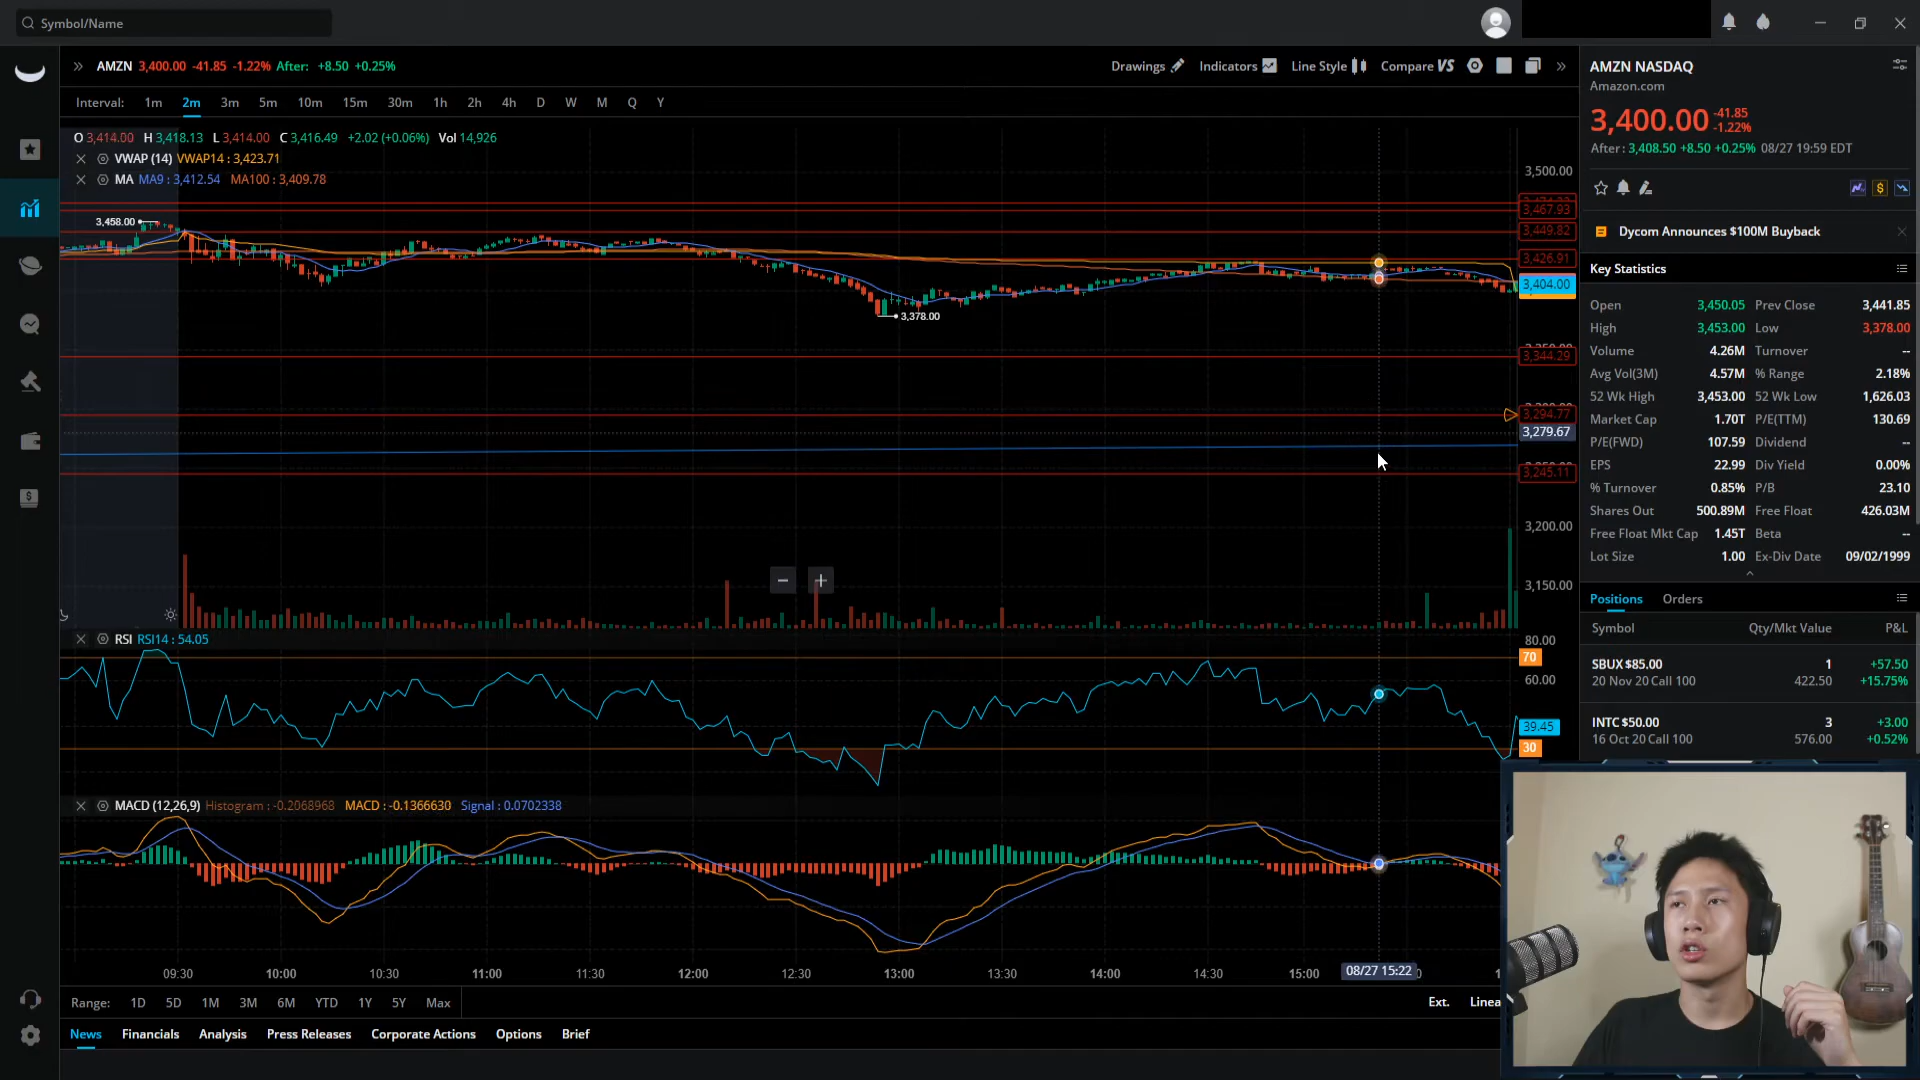 Symbol/Name
AMZN 3,400.00 -41.85 -1.22% After: +8.50 +0.25%
Drawings Indicators Line Style Compare VS
Interval: 1m 2m 3m 5m 10m 15m 30m 1h 2h 4h D W M Q Y
O 3,414.00 H 3,418.13 L 3,414.00 C 3,416.49 +2.02 (+0.06%) Vol 14,926
VWAP (14) VWAP14 : 3,423.71
MA MA9 : 3,412.54 MA100 : 3,409.78
3,458.00
3,378.00
3,500.00
3,467.93
3,449.82
3,426.91
3,404.00
3,344.29
3,294.77
3,279.67
3,245.11
3,200.00
3,150.00
RSI RSI14 : 54.05
80.00
70
60.00
39.45
30
MACD (12,26,9) Histogram : -0.2068968 MACD : -0.1366630 Signal : 0.0702338
09:30 10:00 10:30 11:00 11:30 12:00 12:30 13:00 13:30 14:00 14:30 15:00 08/27 15:22
Range: 1D 5D 1M 3M 6M YTD 1Y 5Y Max
Ext. Linea
News Financials Analysis Press Releases Corporate Actions Options Brief
AMZN NASDAQ
Amazon.com
3,400.00 -41.85
-1.22%
After: 3,408.50 +8.50 +0.25% 08/27 19:59 EDT
Dycom Announces $100M Buyback
Key Statistics
Open 3,450.05 Prev Close 3,441.85
High 3,453.00 Low 3,378.00
Volume 4.26M Turnover --
Avg Vol(3M) 4.57M % Range 2.18%
52 Wk High 3,453.00 52 Wk Low 1,626.03
Market Cap 1.70T P/E(TTM) 130.69
P/E(FWD) 107.59 Dividend --
EPS 22.99 Div Yield 0.00%
% Turnover 0.85% P/B 23.10
Shares Out 500.89M Free Float 426.03M
Free Float Mkt Cap 1.45T Beta --
Lot Size 1.00 Ex-Div Date 09/02/1999
Positions Orders
Symbol Qty/Mkt Value P&L
SBUX $85.00 1 +57.50
20 Nov 20 Call 100 422.50 +15.75%
INTC $50.00 3 +3.00
16 Oct 20 Call 100 576.00 +0.52%